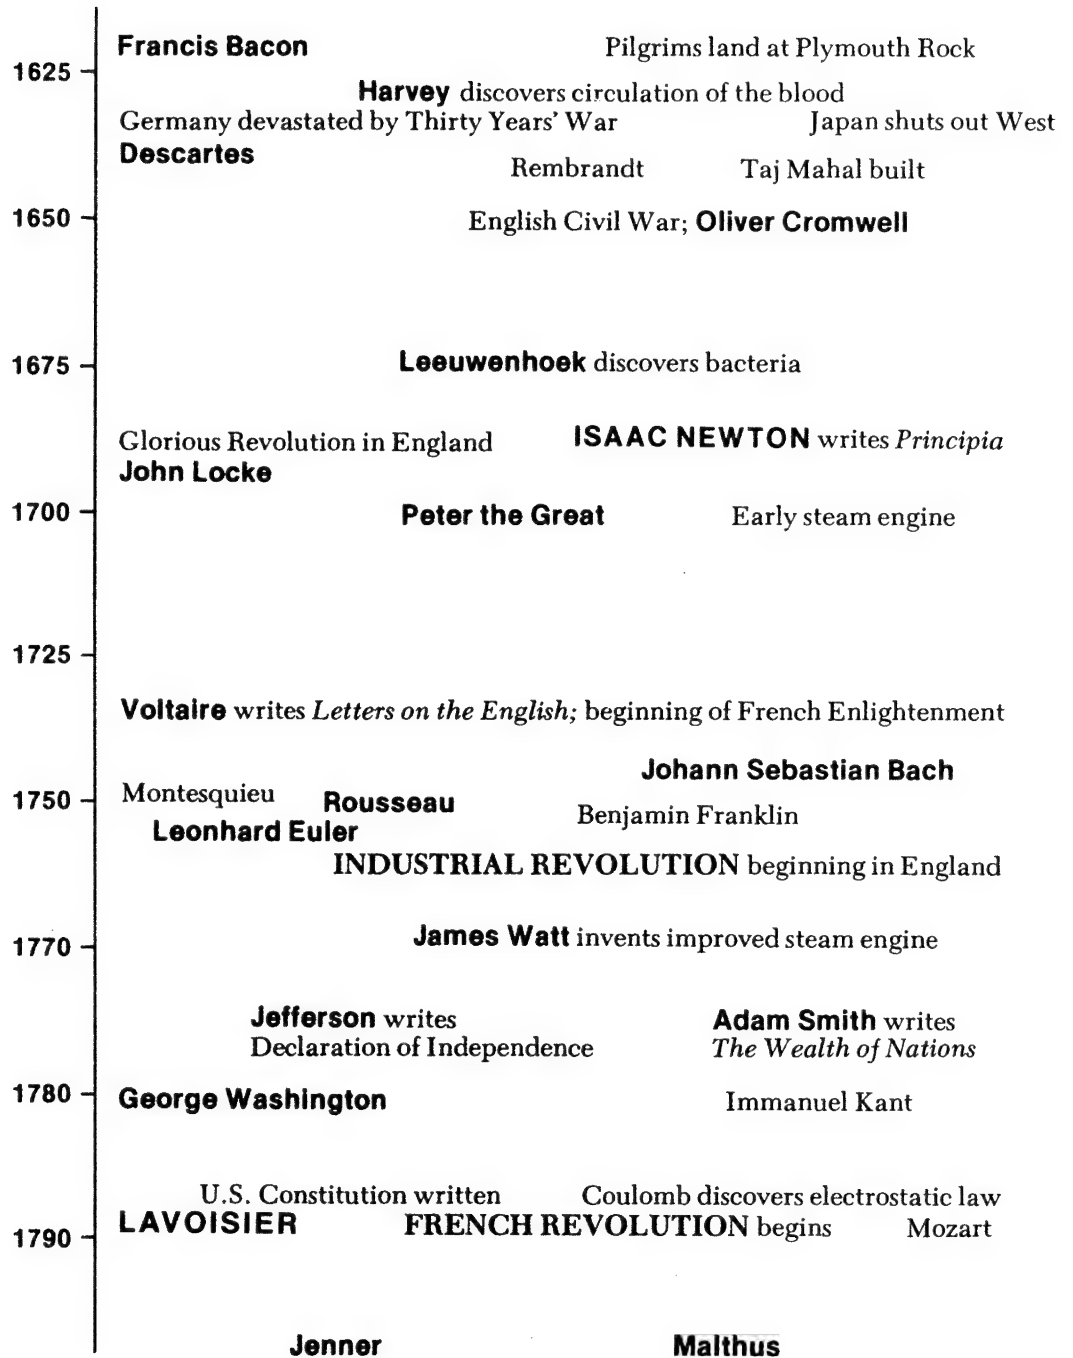 Francis Bacon Pilgrims land at Plymouth Rock
1625
Harvey discovers circulation of the blood
Germany devastated by Thirty Years' War Japan shuts out West
Descartes
Rembrandt Taj Mahal built
1650 English Civil War; Oliver Cromwell
1675 Leeuwenhoek discovers bacteria
Glorious Revolution in England ISAAC NEWTON writes Principia
John Locke
1700 Peter the Great Early steam engine
1725
Voltaire writes Letters on the English; beginning of French Enlightenment
Johann Sebastian Bach
1750 Montesquieu Rousseau Benjamin Franklin
Leonhard Euler
INDUSTRIAL REVOLUTION beginning in England
1770 James Watt invents improved steam engine
Jefferson writes Adam Smith writes
Declaration of Independence The Wealth of Nations
1780 George Washington Immanuel Kant
U.S. Constitution written Coulomb discovers electrostatic law
1790 LAVOISIER FRENCH REVOLUTION begins Mozart
Jenner Malthus